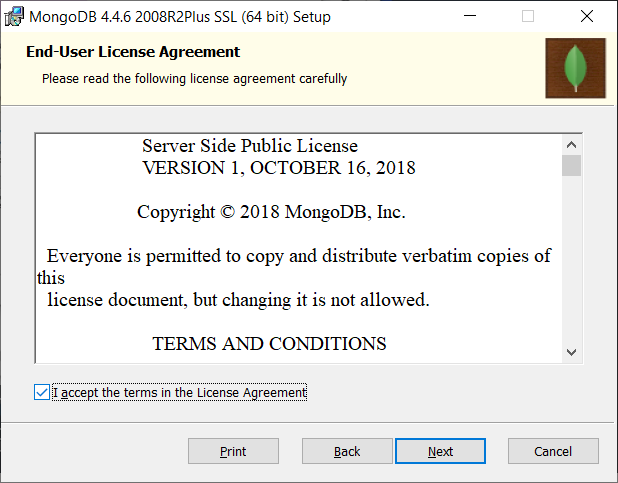 MongoDB 4.4.6 2008R2Plus SSL (64 bit) Setup
End-User License Agreement
Please read the following license agreement carefully
Server Side Public License
VERSION 1, OCTOBER 16, 2018
Copyright © 2018 MongoDB, Inc.
Everyone is permitted to copy and distribute verbatim copies of
this
license document, but changing it is not allowed.
TERMS AND CONDITIONS
I accept the terms in the License Agreement
Print Back Next Cancel